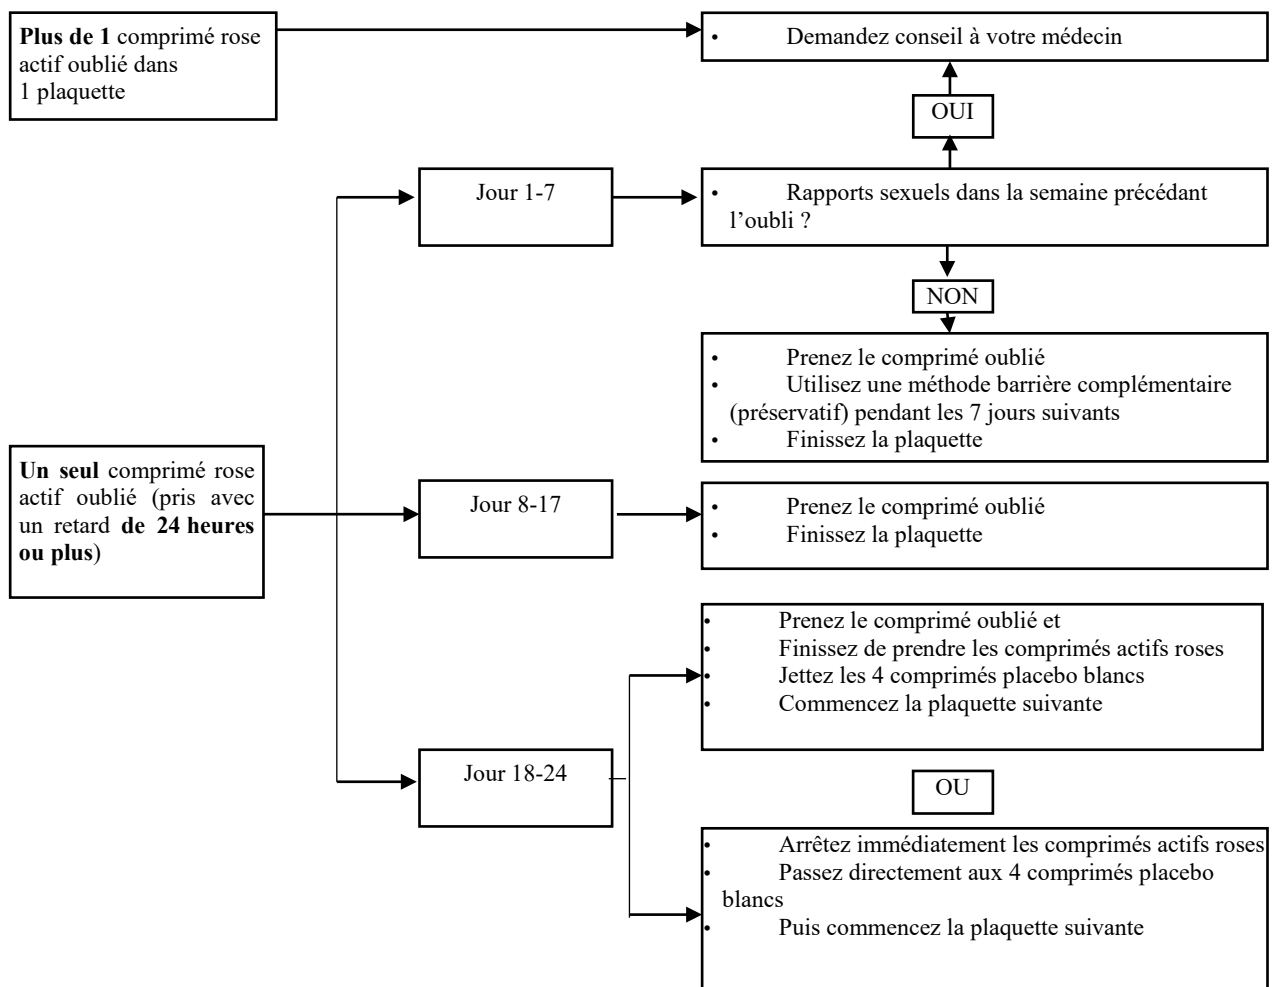 Plus de 1 comprimé rose
actif oublié dans
1 plaquette
• Demandez conseil à votre médecin
OUI
Jour 1-7
• Rapports sexuels dans la semaine précédant
l’oubli ?
NON
• Prenez le comprimé oublié
• Utilisez une méthode barrière complémentaire
(préservatif) pendant les 7 jours suivants
• Finissez la plaquette
Un seul comprimé rose
actif oublié (pris avec
un retard de 24 heures
ou plus)
Jour 8-17
• Prenez le comprimé oublié
• Finissez la plaquette
Jour 18-24
• Prenez le comprimé oublié et
• Finissez de prendre les comprimés actifs roses
• Jettez les 4 comprimés placebo blancs
• Commencez la plaquette suivante
OU
• Arrêtez immédiatement les comprimés actifs roses
• Passez directement aux 4 comprimés placebo
blancs
• Puis commencez la plaquette suivante